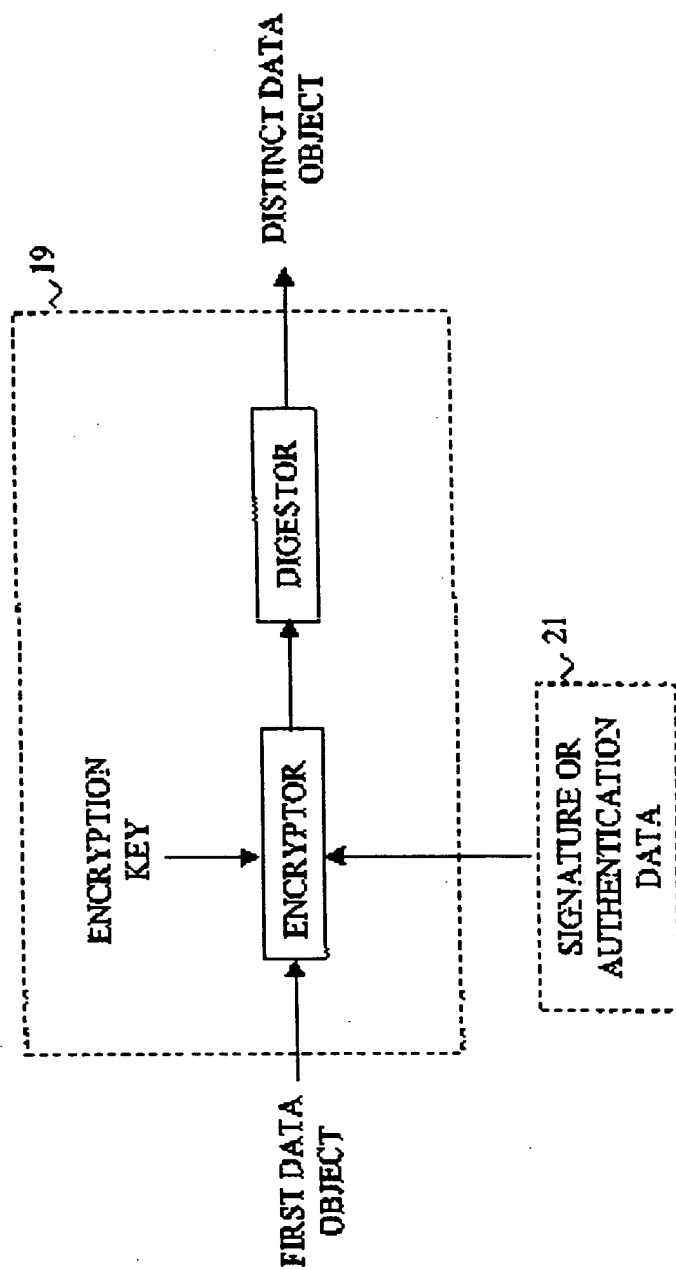 FIRST DATA
OBJECT
ENCRYPTION
KEY
ENCRYPTOR
DIGESTOR
19
DISTINCT DATA
OBJECT
21
SIGNATURE OR
AUTHENTICATION
DATA